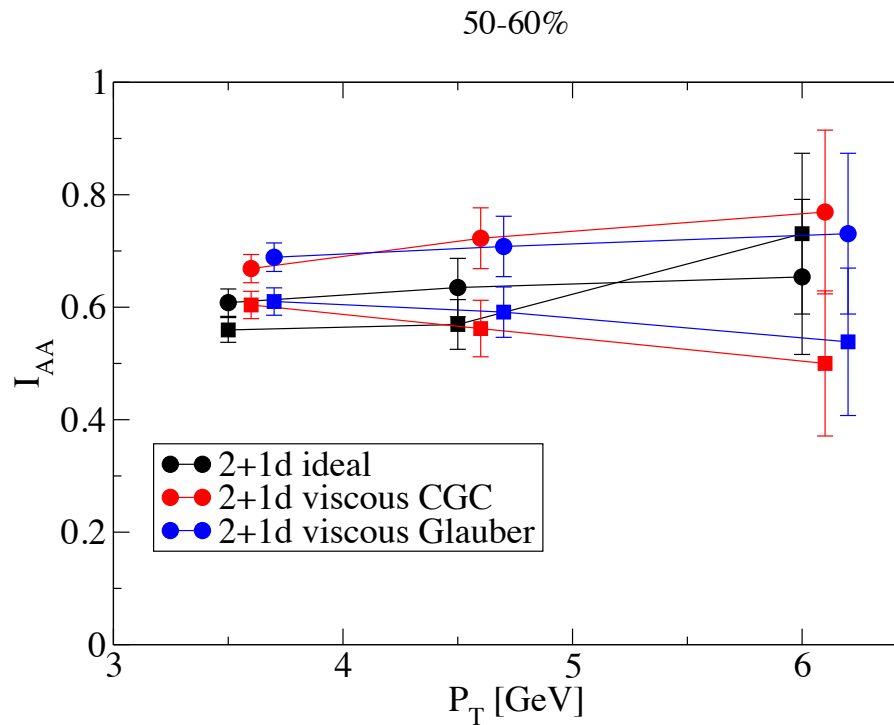 50-60%
1
0.8
0.6
0.4
0.2
0
I_AA
2+1d ideal
2+1d viscous CGC
2+1d viscous Glauber
3
4
5
6
P_T [GeV]